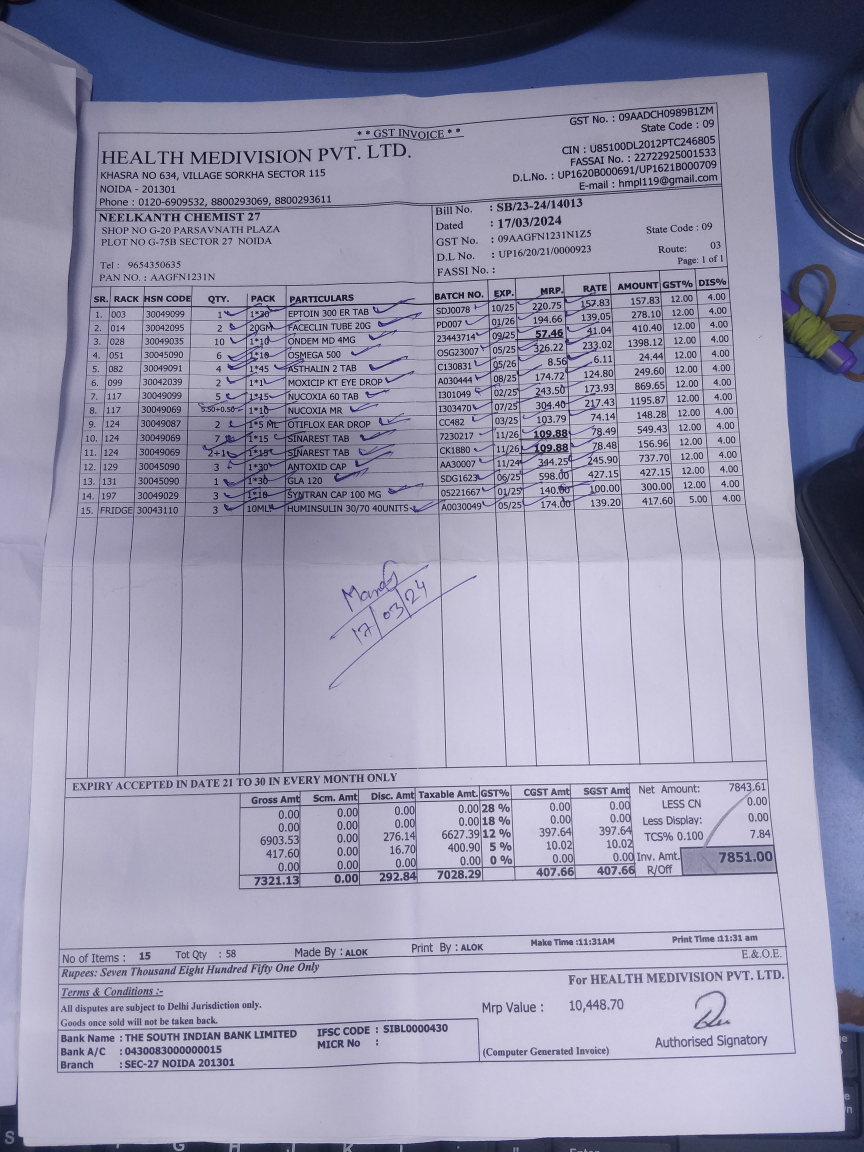 * * GST INVOICE * *
GST No. : 09AADCH0989B1ZM
State Code : 09
HEALTH MEDIVISION PVT. LTD.
CIN : U85100DL2012PTC246805
KHASRA NO 634, VILLAGE SORKHA SECTOR 115
FASSAI No. : 22722925001533
NOIDA - 201301
D.L.No. : UP1620B000691/UP1621B000709
Phone : 0120-6909532, 8800293069, 8800293611
E-mail : hmpl119@gmail.com
NEELKANTH CHEMIST 27
SHOP NO G-20 PARSAVNATH PLAZA
PLOT NO G-75B SECTOR 27 NOIDA
Tel : 9654350635
PAN NO. : AAGFN1231N
Bill No. : SB/23-24/14013
Dated : 17/03/2024
GST No. : 09AAGFN1231N1Z5 State Code : 09
D.L No. : UP16/20/21/0000923 Route: 03
FASSI No. : Page: 1 of 1
SR. RACK HSN CODE QTY. PACK PARTICULARS BATCH NO. EXP. MRP. RATE AMOUNT GST% DIS%
1. 003 30049099 1 1*30 EPTOIN 300 ER TAB SDJ0078 10/25 220.75 157.83 157.83 12.00 4.00
2. 014 30042095 2 20GM FACECLIN TUBE 20G PD007 01/26 194.66 139.05 278.10 12.00 4.00
3. 028 30049035 10 1*10 ONDEM MD 4MG 23443714 09/25 57.46 41.04 410.40 12.00 4.00
4. 051 30045090 6 1*10 OSMEGA 500 OSG23007 05/25 326.22 233.02 1398.12 12.00 4.00
5. 082 30049091 4 1*45 ASTHALIN 2 TAB C130831 05/26 8.56 6.11 24.44 12.00 4.00
6. 099 30042039 2 1*1 MOXICIP KT EYE DROP A030444 08/25 174.72 124.80 249.60 12.00 4.00
7. 117 30049099 5 1*15 NUCOXIA 60 TAB I301049 02/25 243.50 173.93 869.65 12.00 4.00
8. 117 30049069 5.50+0.50 1*10 NUCOXIA MR I303470 07/25 304.40 217.43 1195.87 12.00 4.00
9. 124 30049087 2 1*5 ML OTIFLOX EAR DROP CC482 03/25 103.79 74.14 148.28 12.00 4.00
10. 124 30049069 7 1*15 SINAREST TAB 7230217 11/26 109.88 78.49 549.43 12.00 4.00
11. 124 30049069 2+1 1*15 SINAREST TAB CK1880 11/26 109.88 78.48 156.96 12.00 4.00
12. 129 30045090 3 1*30 ANTOXID CAP AA30007 11/24 344.25 245.90 737.70 12.00 4.00
13. 131 30045090 1 1*30 GLA 120 SDG1623 06/25 598.00 427.15 427.15 12.00 4.00
14. 197 30049029 3 1*10 SYNTRAN CAP 100 MG 05221667 01/25 140.00 100.00 300.00 12.00 4.00
15. FRIDGE 30043110 3 10ML HUMINSULIN 30/70 40UNITS A0030049 05/25 174.00 139.20 417.60 5.00 4.00
17/03/24
EXPIRY ACCEPTED IN DATE 21 TO 30 IN EVERY MONTH ONLY
Gross Amt Scm. Amt Disc. Amt Taxable Amt. GST% CGST Amt SGST Amt Net Amount: 7843.61
0.00 0.00 0.00 0.00 28 % 0.00 0.00 LESS CN 0.00
0.00 0.00 0.00 0.00 18 % 0.00 0.00 Less Display: 0.00
6903.53 0.00 276.14 6627.39 12 % 397.64 397.64 TCS% 0.100 7.84
417.60 0.00 16.70 400.90 5 % 10.02 10.02
0.00 0.00 0.00 0.00 0 % 0.00 0.00 Inv. Amt. 7851.00
7321.13 0.00 292.84 7028.29 407.66 407.66 R/Off
No of Items : 15 Tot Qty : 58 Made By : ALOK Print By : ALOK Make Time :11:31AM Print Time :11:31 am
Rupees: Seven Thousand Eight Hundred Fifty One Only E.& O.E.
Terms & Conditions :-
For HEALTH MEDIVISION PVT. LTD.
All disputes are subject to Delhi Jurisdiction only.
Mrp Value : 10,448.70
Goods once sold will not be taken back.
Bank Name : THE SOUTH INDIAN BANK LIMITED IFSC CODE : SIBL0000430
Bank A/C : 0430083000000015 MICR No :
Branch : SEC-27 NOIDA 201301
(Computer Generated Invoice) Authorised Signatory